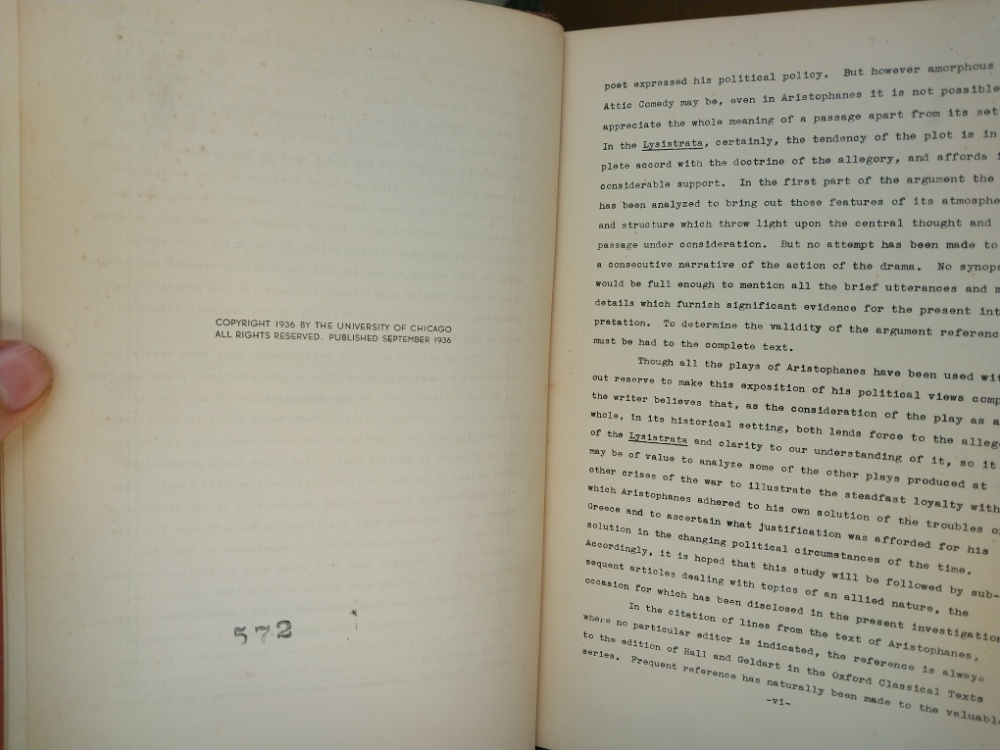 COPYRIGHT 1936 BY THE UNIVERSITY OF CHICAGO
ALL RIGHTS RESERVED. PUBLISHED SEPTEMBER 1936
572
poet expressed his political policy. But however amorphous
Attic Comedy may be, even in Aristophanes it is not possible
appreciate the whole meaning of a passage apart from its set
In the Lysistrata, certainly, the tendency of the plot is in
plete accord with the doctrine of the allegory, and affords
considerable support. In the first part of the argument the
has been analyzed to bring out those features of its atmosphe
and structure which throw light upon the central thought and
passage under consideration. But no attempt has been made to
a consecutive narrative of the action of the drama. No synop
would be full enough to mention all the brief utterances and
details which furnish significant evidence for the present int
pretation. To determine the validity of the argument referenc
must be had to the complete text.
Though all the plays of Aristophanes have been used wit
out reserve to make this exposition of his political views comp
the writer believes that, as the consideration of the play as a
whole, in its historical setting, both lends force to the alleg
of the Lysistrata and clarity to our understanding of it, so it
may be of value to analyze some of the other plays produced at
other crises of the war to illustrate the steadfast loyalty with
which Aristophanes adhered to his own solution of the troubles of
Greece and to ascertain what justification was afforded for his
solution in the changing political circumstances of the time.
Accordingly, it is hoped that this study will be followed by sub-
sequent articles dealing with topics of an allied nature, the
occasion for which has been disclosed in the present investigation
In the citation of lines from the text of Aristophanes,
where no particular editor is indicated, the reference is always
to the edition of Hall and Geldart in the Oxford Classical Texts
series. Frequent reference has naturally been made to the valuabl
-vi-